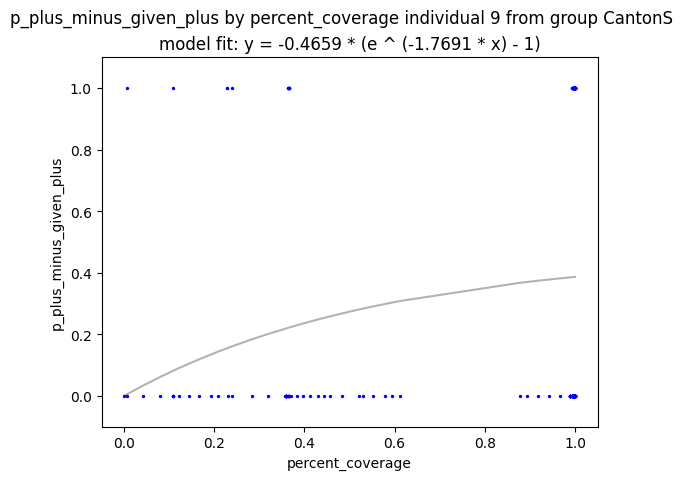 p_plus_minus_given_plus by percent_coverage individual 9 from group CantonS
model fit: y = -0.4659 * (e ^ (-1.7691 * x) - 1)
1.0
0.8
0.6
0.4
0.2
0.0
p_plus_minus_given_plus
0.0 0.2 0.4 0.6 0.8 1.0
percent_coverage